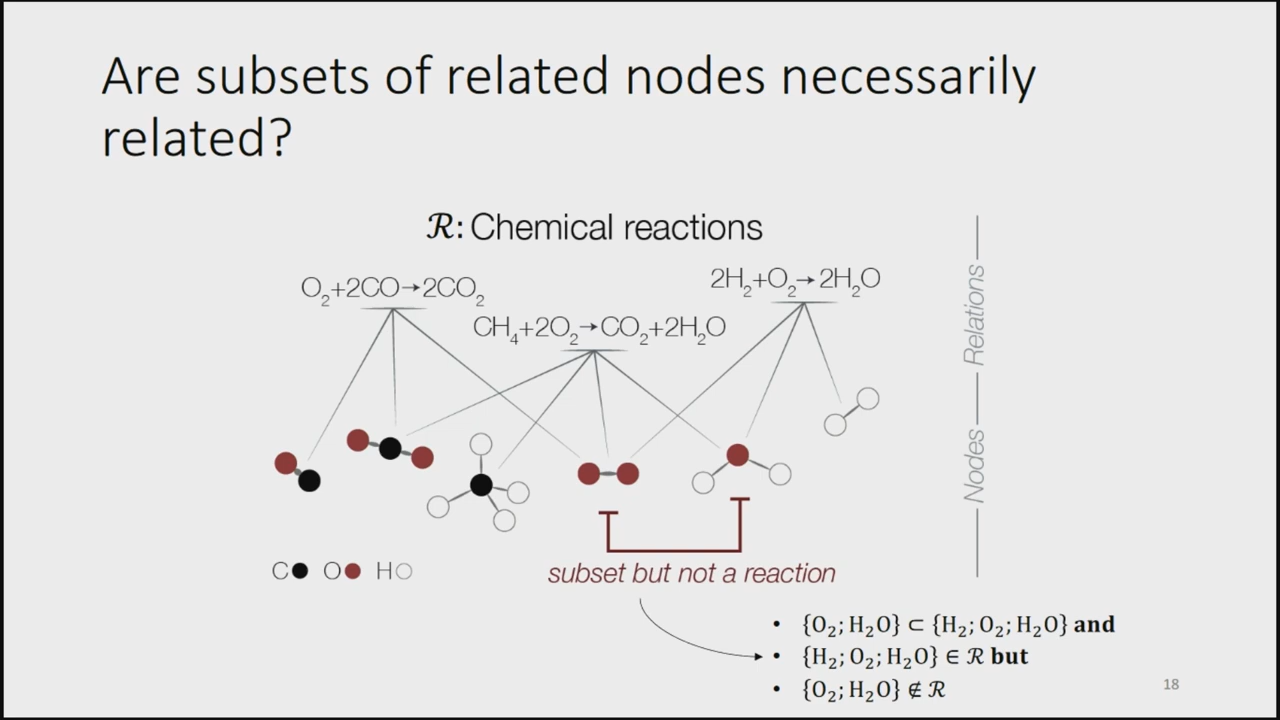 Are subsets of related nodes necessarily
related?
ℛ: Chemical reactions
O₂+2CO→2CO₂
2H₂+O₂→2H₂O
CH₄+2O₂→CO₂+2H₂O
Relations
Nodes
C O H
subset but not a reaction
• {O₂; H₂O} ⊂ {H₂; O₂; H₂O} and
• {H₂; O₂; H₂O} ∈ ℛ but
• {O₂; H₂O} ∉ ℛ
18